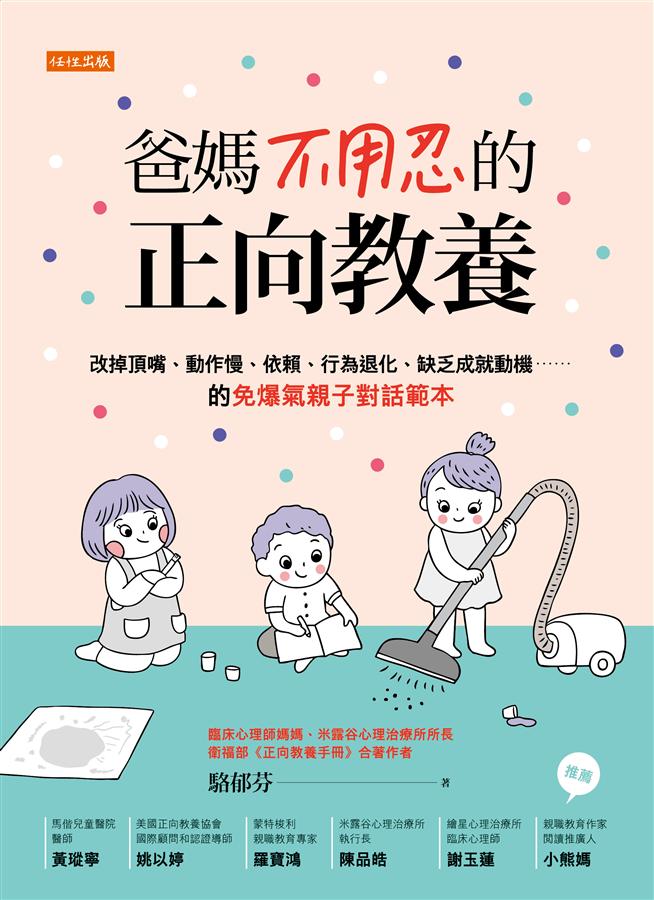 任性出版
爸媽不用忍的
正向教養
改掉頂嘴、動作慢、依賴、行為退化、缺乏成就動機……
的免爆氣親子對話範本
臨床心理師媽媽、米露谷心理治療所所長
衛福部《正向教養手冊》合著作者
駱郁芬 著
推薦
馬偕兒童醫院
醫師
黃瑽寧
美國正向教養協會
國際顧問和認證導師
姚以婷
蒙特梭利
親職教育專家
羅寶鴻
米露谷心理治療所
執行長
陳品皓
繪星心理治療所
臨床心理師
謝玉蓮
親職教育作家
閱讀推廣人
小熊媽